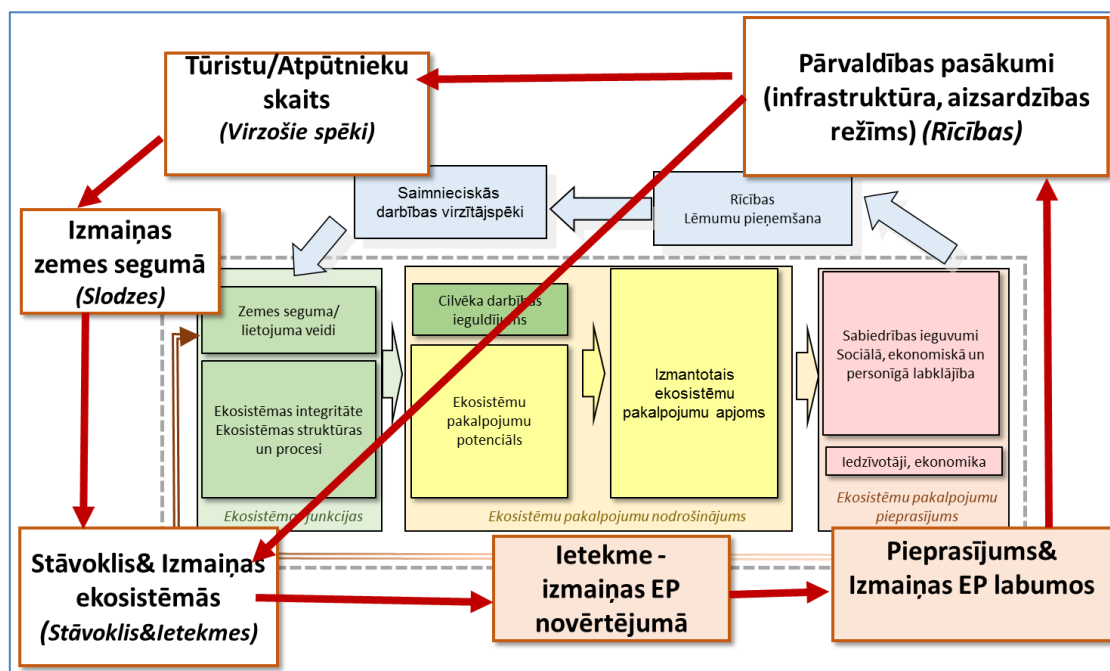 Tūristu/Atpūtnieku
skaits
(Virzošie spēki)
Pārvaldības pasākumi
(infrastruktūra, aizsardzības
režīms) (Rīcības)
Saimnieciskās
darbības virzītājspēki
Rīcības
Lēmumu pieņemšana
Izmaiņas
zemes segumā
(Slodzes)
Zemes seguma/
lietojuma veidi
Ekosistēmas integritāte
Ekosistēmas struktūras
un procesi
Ekosistēmas funkcijas
Cilvēka darbības
ieguldījums
Ekosistēmu
pakalpojumu
potenciāls
Izmantotais
ekosistēmu
pakalpojumu apjoms
Ekosistēmu pakalpojumu nodrošinājums
Sabiedrības ieguvumi
Sociālā, ekonomiskā un
personīgā labklājība
Iedzīvotāji, ekonomika
Ekosistēmu pakalpojumu
pieprasījums
Stāvoklis& Izmaiņas
ekosistēmās
(Stāvoklis&Ietekmes)
Ietekme -
izmaiņas EP
novērtējumā
Pieprasījums&
Izmaiņas EP labumos